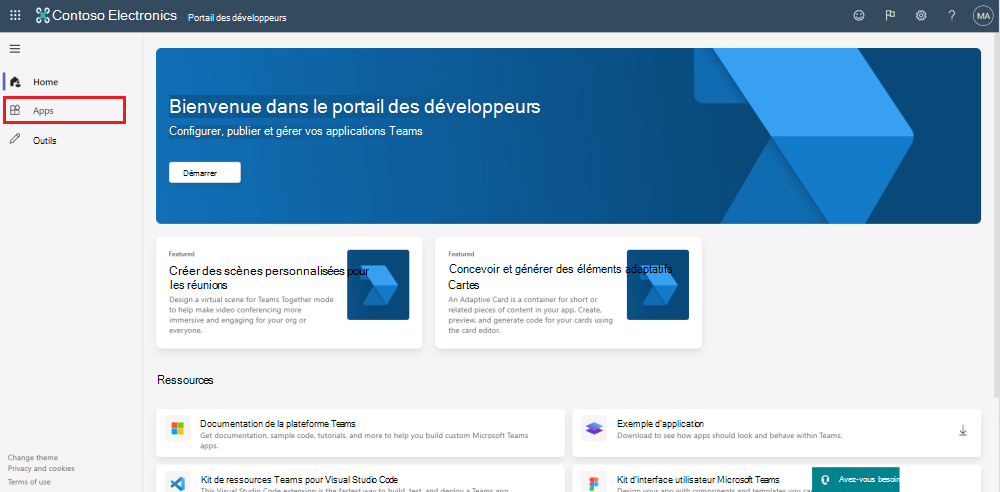 Contoso Electronics Portail des développeurs ? MA
Home
Apps
Outils
Bienvenue dans le portail des développeurs
Configurer, publier et gérer vos applications Teams
Démarrer
Featured
Créer des scènes personnalisées pour
les réunions
Design a virtual scene for Teams Together mode
to help make video conferencing more
immersive and engaging for your org or
everyone.
Featured
Concevoir et générer des éléments adaptatifs
Cartes
An Adaptive Card is a container for short or
related pieces of content in your app. Create,
preview, and generate code for your cards using
the card editor.
Ressources
Documentation de la plateforme Teams
Get documentation, sample code, tutorials, and more to help you build custom Microsoft Teams
apps.
Exemple d'application
Download to see how apps should look and behave within Teams.
Kit de ressources Teams pour Visual Studio Code
This Visual Studio Code extension is the fastest way to build, test, and deploy a Teams app
Kit d'interface utilisateur Microsoft Teams
Design your app with components and templates you ca
Avez-vous besoin
Change theme
Privacy and cookies
Terms of use